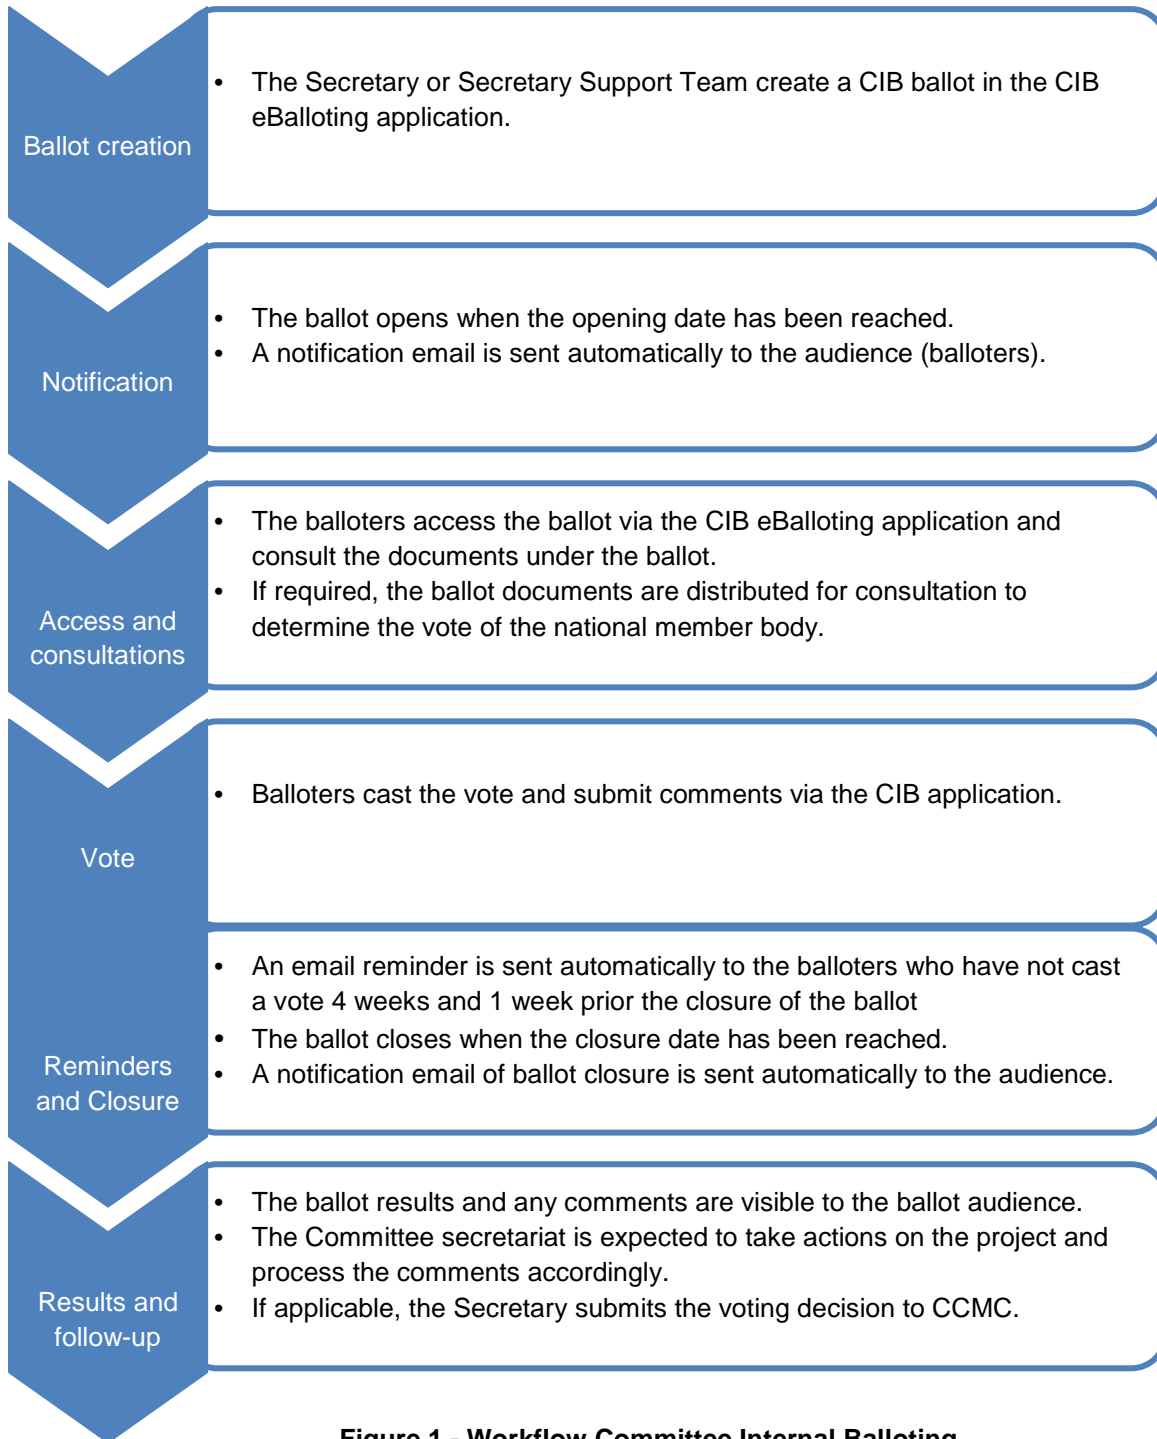 Ballot creation
• The Secretary or Secretary Support Team create a CIB ballot in the CIB
eBalloting application.
Notification
• The ballot opens when the opening date has been reached.
• A notification email is sent automatically to the audience (balloters).
Access and
consultations
• The balloters access the ballot via the CIB eBalloting application and
consult the documents under the ballot.
• If required, the ballot documents are distributed for consultation to
determine the vote of the national member body.
Vote
• Balloters cast the vote and submit comments via the CIB application.
Reminders
and Closure
• An email reminder is sent automatically to the balloters who have not cast
a vote 4 weeks and 1 week prior the closure of the ballot
• The ballot closes when the closure date has been reached.
• A notification email of ballot closure is sent automatically to the audience.
Results and
follow-up
• The ballot results and any comments are visible to the ballot audience.
• The Committee secretariat is expected to take actions on the project and
process the comments accordingly.
• If applicable, the Secretary submits the voting decision to CCMC.
Figure 1 - Workflow Committee Internal Balloting